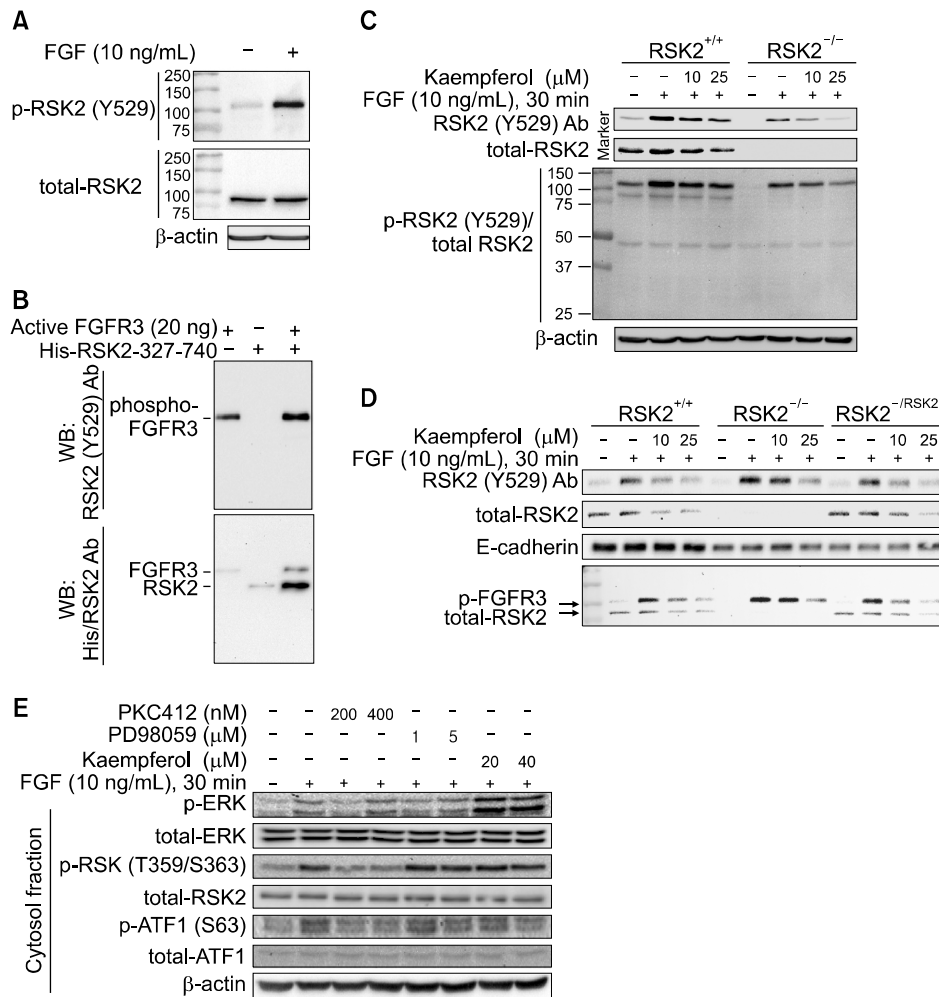 A
FGF (10 ng/mL) – +
p-RSK2 (Y529)
250
150
100
75
total-RSK2
250
150
100
75
β-actin
B
Active FGFR3 (20 ng) + – +
His-RSK2-327-740 – + +
WB:
RSK2 (Y529) Ab
phospho-
FGFR3
WB:
His/RSK2 Ab
FGFR3
RSK2
C
RSK2+/+ RSK2−/−
Kaempferol (μM) – – 10 25 – – 10 25
FGF (10 ng/mL), 30 min – + + + – + + +
RSK2 (Y529) Ab
total-RSK2
Marker
p-RSK2 (Y529)/
total RSK2
150
100
75
50
37
25
β-actin
D
RSK2+/+ RSK2−/− RSK2−/RSK2
Kaempferol (μM) – – 10 25 – – 10 25 – – 10 25
FGF (10 ng/mL), 30 min – + + + – + + + – + + +
RSK2 (Y529) Ab
total-RSK2
E-cadherin
p-FGFR3
total-RSK2
E
PKC412 (nM) – – 200 400 – – – –
PD98059 (μM) – – – – 1 5 – –
Kaempferol (μM) – – – – – – 20 40
FGF (10 ng/mL), 30 min – + + + + + + +
Cytosol fraction
p-ERK
total-ERK
p-RSK (T359/S363)
total-RSK2
p-ATF1 (S63)
total-ATF1
β-actin